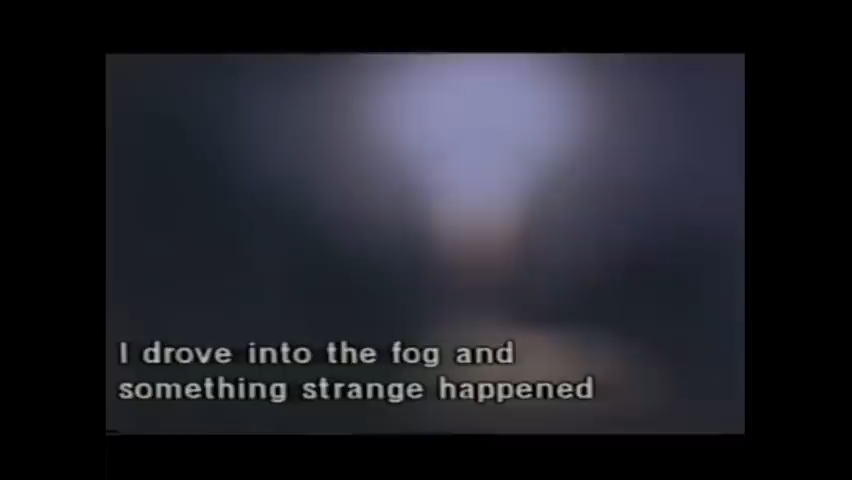 I drove into the fog and
something strange happened